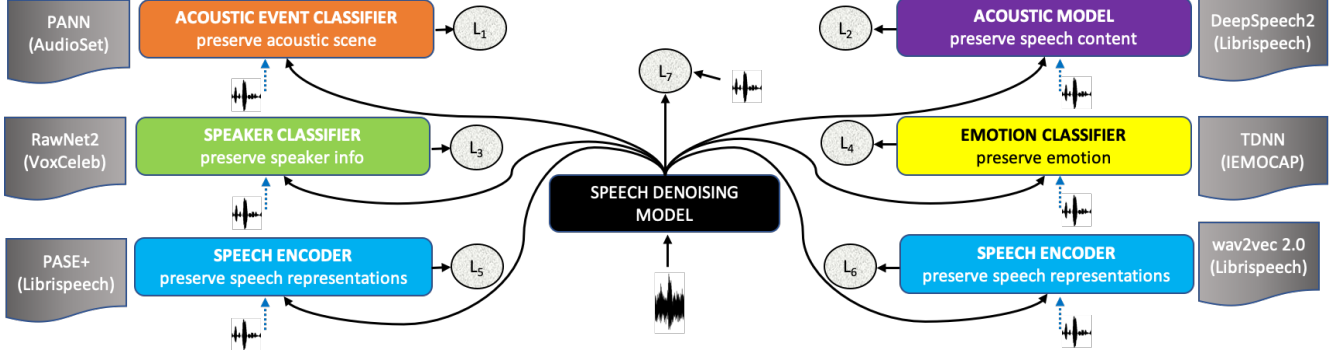 PANN
(AudioSet)
ACOUSTIC EVENT CLASSIFIER
preserve acoustic scene
L1
L2
ACOUSTIC MODEL
preserve speech content
DeepSpeech2
(Librispeech)
L7
RawNet2
(VoxCeleb)
SPEAKER CLASSIFIER
preserve speaker info
L3
L4
EMOTION CLASSIFIER
preserve emotion
TDNN
(IEMOCAP)
SPEECH DENOISING
MODEL
PASE+
(Librispeech)
SPEECH ENCODER
preserve speech representations
L5
L6
SPEECH ENCODER
preserve speech representations
wav2vec 2.0
(Librispeech)